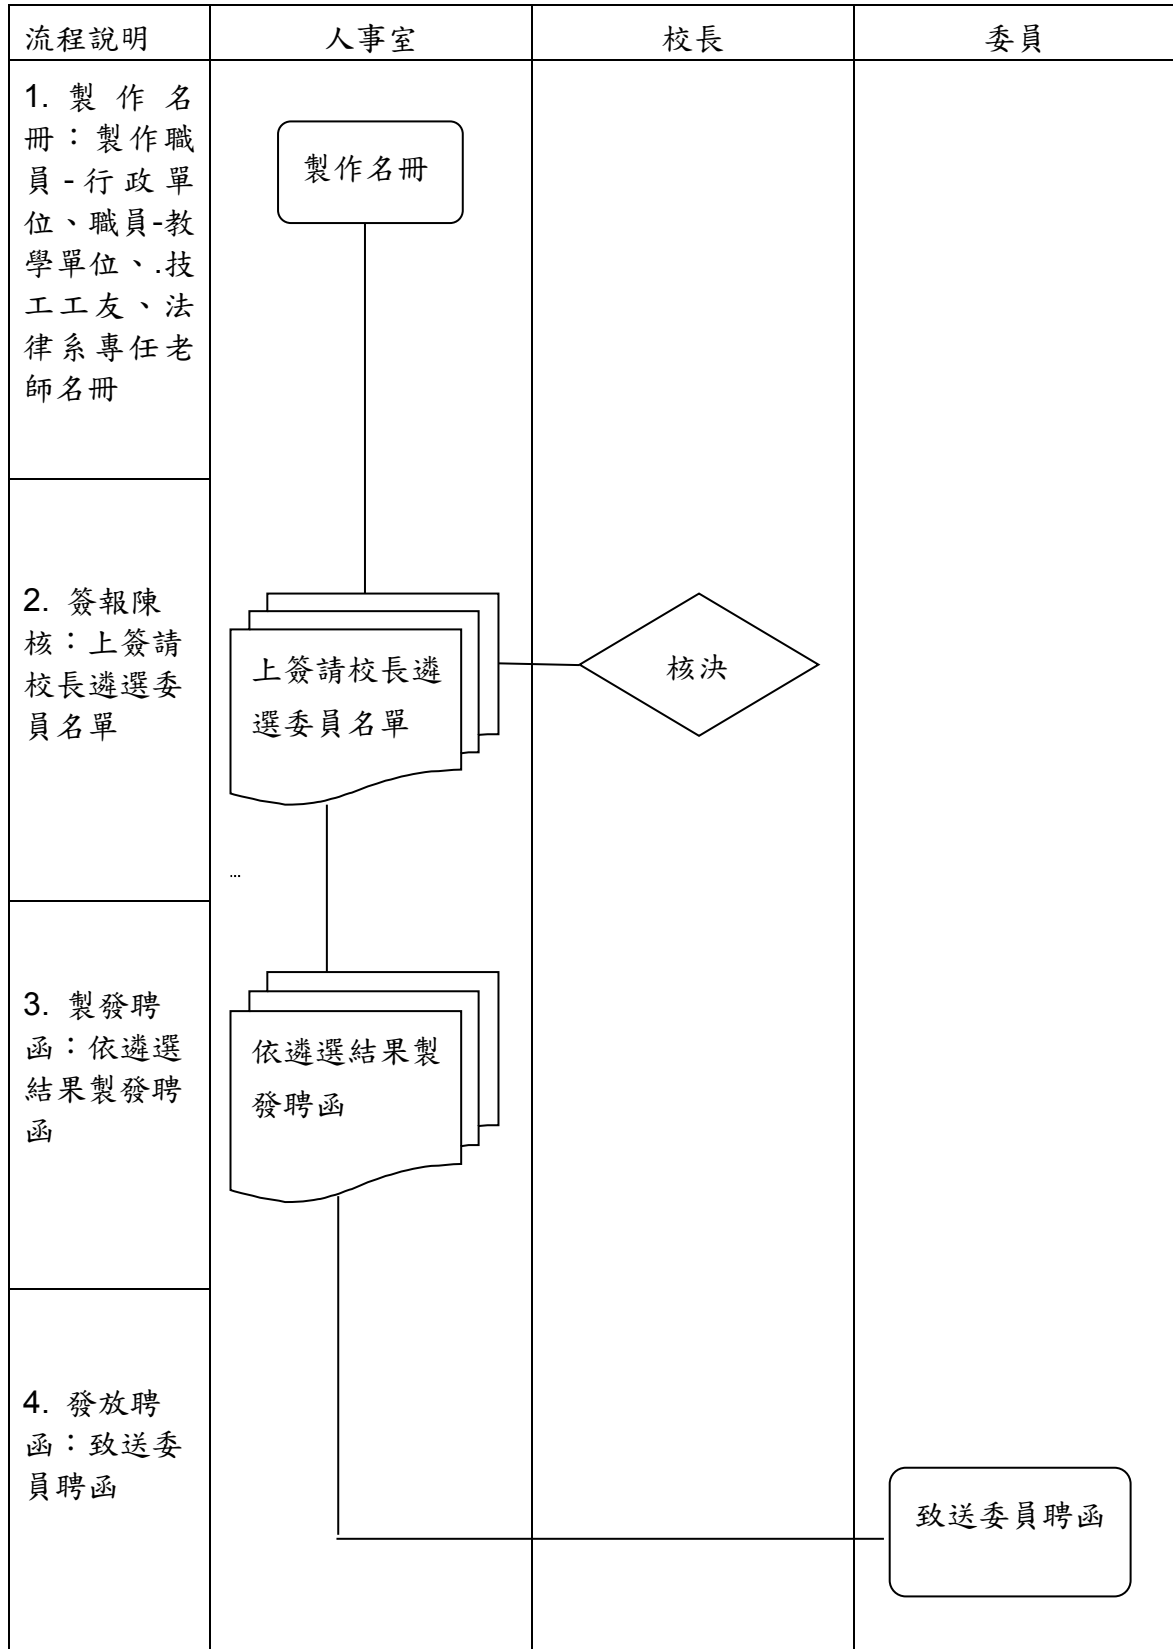 流程說明 人事室 校長 委員
1. 製作名
冊：製作職
員-行政單
位、職員-教
學單位、.技
工工友、法
律系專任老
師名冊
製作名冊
2. 簽報陳
核：上簽請
校長遴選委
員名單
上簽請校長遴
選委員名單
核決
...
3. 製發聘
函：依遴選
結果製發聘
函
依遴選結果製
發聘函
4. 發放聘
函：致送委
員聘函
致送委員聘函